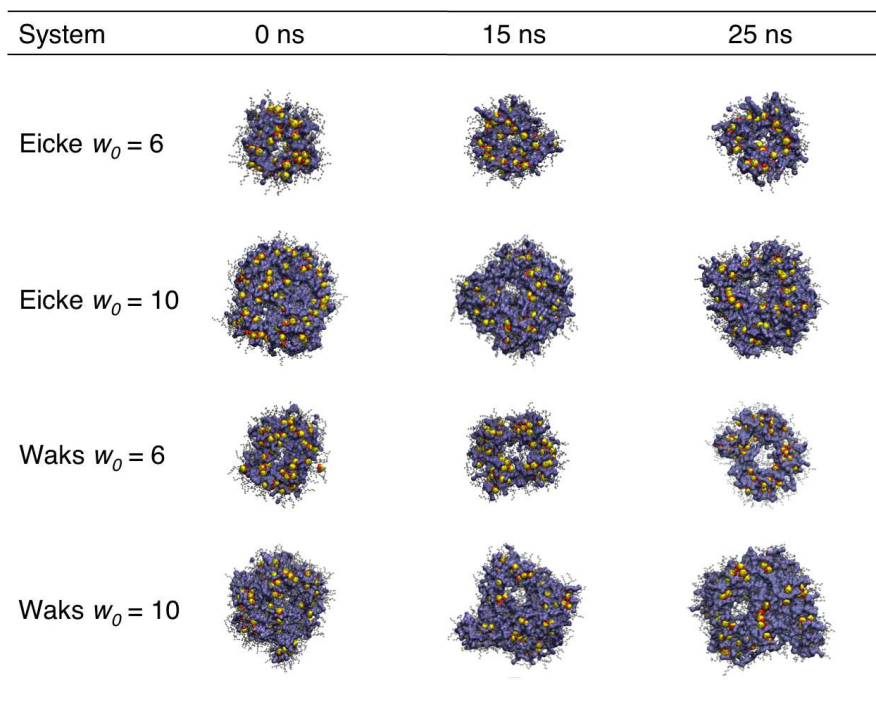 System 0 ns 15 ns 25 ns
Eicke w₀ = 6
Eicke w₀ = 10
Waks w₀ = 6
Waks w₀ = 10